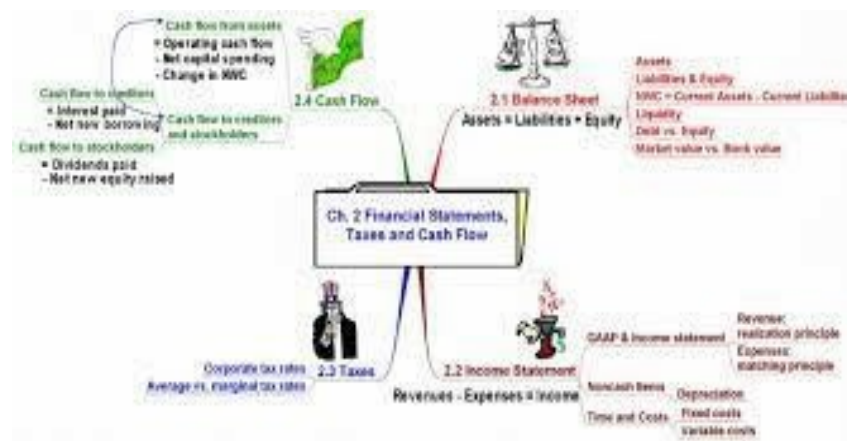 Cash flow from assets
= Operating cash flow
- Net capital spending
- Change in NWC
Cash flow to creditors
= Interest paid
- Net new borrowing
Cash flow to creditors
and stockholders
Cash flow to stockholders
= Dividends paid
- Net new equity raised
2.4 Cash Flow
2.1 Balance Sheet
Assets = Liabilities + Equity
Assets
Liabilities & Equity
NWC = Current Assets - Current Liabilities
Liquidity
Debt vs. Equity
Market value vs. Book value
Ch. 2 Financial Statements,
Taxes and Cash Flow
Corporate tax rates
Average vs. marginal tax rates
2.3 Taxes
2.2 Income Statement
Revenues - Expenses = Income
GAAP & Income statement
Revenue:
realization principle
Expenses:
matching principle
Noncash Items
Depreciation
Time and Costs
Fixed costs
Variable costs